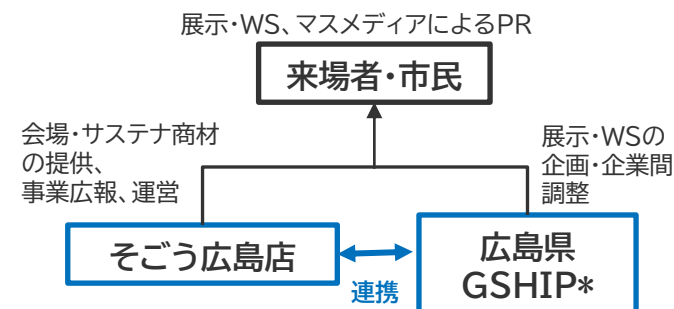 展示・WS、マスメディアによるPR
来場者・市民
会場・サステナ商材
の提供、
事業広報、運営
展示・WSの
企画・企業間
調整
そごう広島店
連携
広島県
GSHIP*